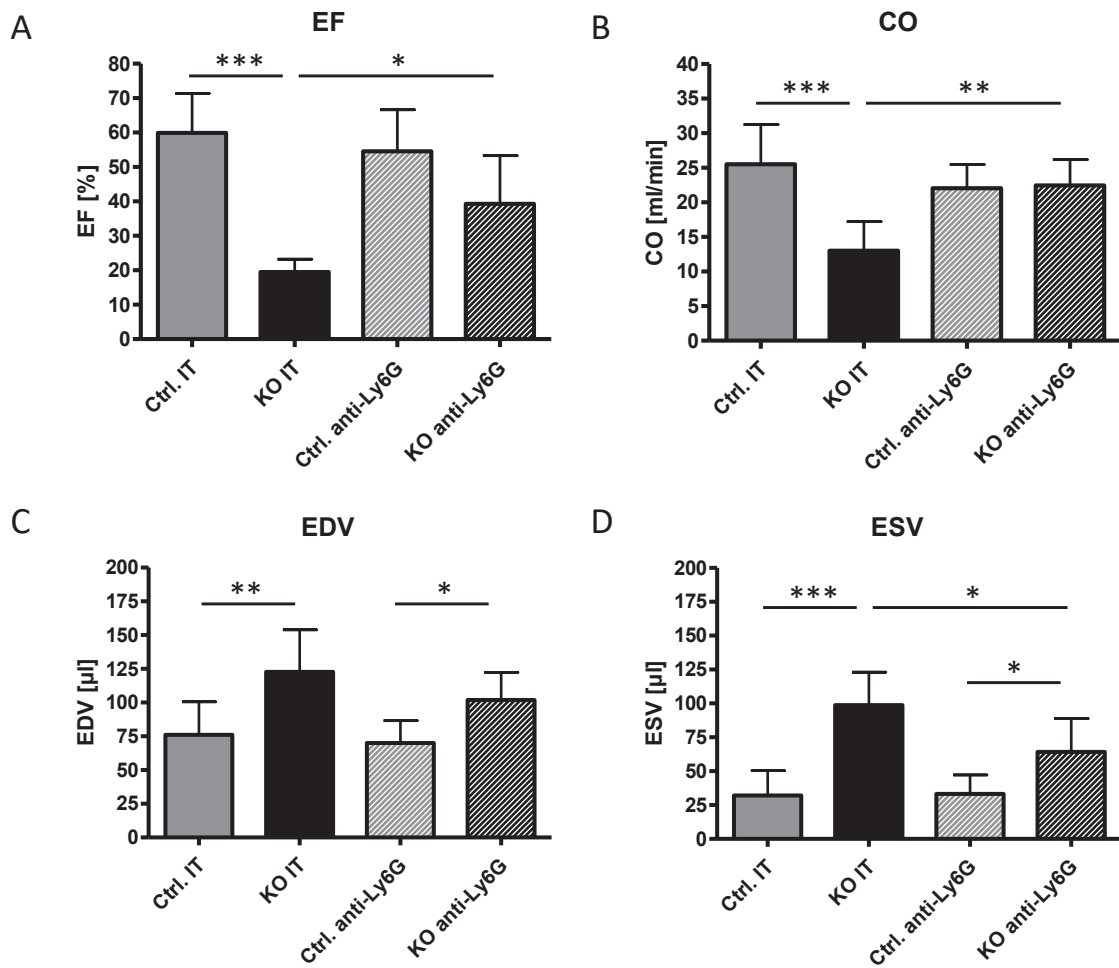 A
EF
*** *
EF [%]
80
70
60
50
40
30
20
10
0
Ctrl. IT
KO IT
Ctrl. anti-Ly6G
KO anti-Ly6G
B
CO
*** **
CO [ml/min]
40
35
30
25
20
15
10
5
0
Ctrl. IT
KO IT
Ctrl. anti-Ly6G
KO anti-Ly6G
C
EDV
** *
EDV [µl]
200
175
150
125
100
75
50
25
0
Ctrl. IT
KO IT
Ctrl. anti-Ly6G
KO anti-Ly6G
D
ESV
*** *
*
ESV [µl]
200
175
150
125
100
75
50
25
0
Ctrl. IT
KO IT
Ctrl. anti-Ly6G
KO anti-Ly6G